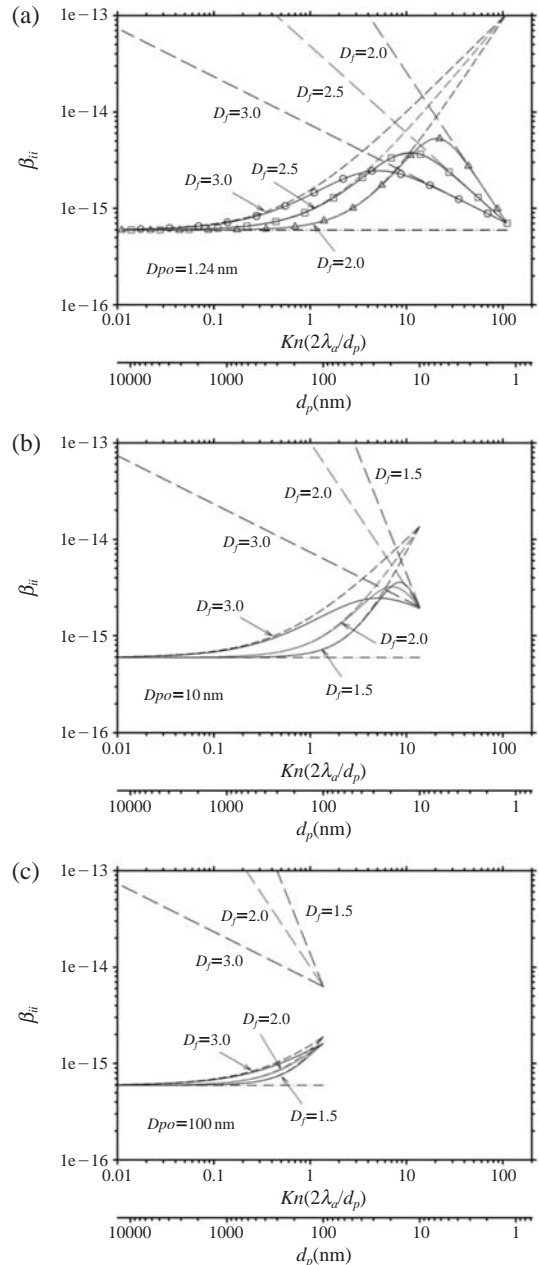 (a)
1e−13
D_f=2.0
D_f=2.5
D_f=3.0
1e−14
β_ii
D_f=2.5
D_f=3.0
1e−15
D_f=2.0
Dpo=1.24 nm
1e−16
0.01 0.1 1 10 100
Kn(2λ_a/d_p)
10000 1000 100 10 1
d_p(nm)
(b)
1e−13
D_f=1.5
D_f=2.0
D_f=3.0
1e−14
β_ii
D_f=3.0
D_f=2.0
1e−15
D_f=1.5
Dpo=10 nm
1e−16
0.01 0.1 1 10 100
Kn(2λ_a/d_p)
10000 1000 100 10 1
d_p(nm)
(c)
1e−13
D_f=1.5
D_f=2.0
D_f=3.0
1e−14
β_ii
D_f=2.0
D_f=3.0
1e−15
D_f=1.5
Dpo=100 nm
1e−16
0.01 0.1 1 10 100
Kn(2λ_a/d_p)
10000 1000 100 10 1
d_p(nm)